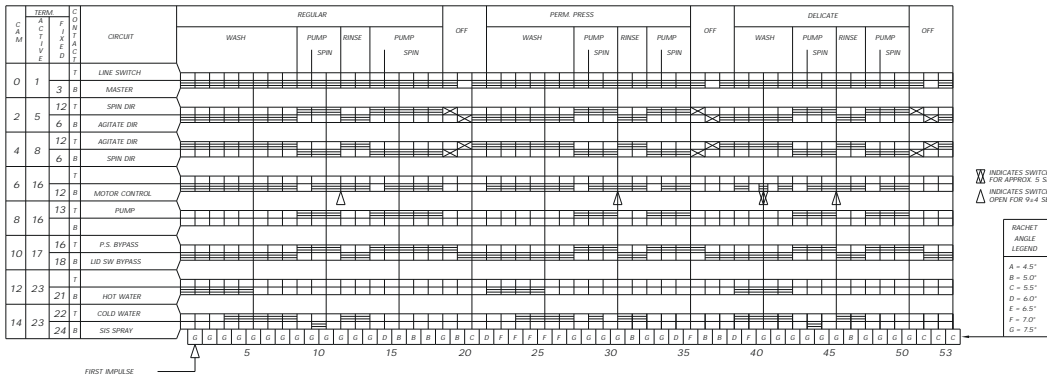 REGULAR PERM. PRESS DELICATE
CAM TERM. ACTIVE FIXED CONTACT CIRCUIT
WASH PUMP RINSE PUMP OFF WASH PUMP RINSE PUMP OFF WASH PUMP RINSE PUMP OFF
SPIN SPIN SPIN SPIN SPIN SPIN
0 1 T LINE SWITCH
3 B MASTER
2 5 12 T SPIN DIR
6 B AGITATE DIR
4 8 12 T AGITATE DIR
6 B SPIN DIR
6 16 T
12 B MOTOR CONTROL
8 16 13 T PUMP
B
10 17 16 T P.S. BYPASS
18 B LID SW BYPASS
12 23 T
21 B HOT WATER
14 23 22 T COLD WATER
24 B SIS SPRAY
G G G G G G G G G G G G G D B B B G B C D F F F F G G G G G G G G D F B B D F G G G G G G G G G G G C C C
5 10 15 20 25 30 35 40 45 50 53
FIRST IMPULSE
INDICATES SWITCH
FOR APPROX. 5 S
INDICATES SWITCH
OPEN FOR 9±4 SE
RACHET
ANGLE
LEGEND
A = 4.5°
B = 5.0°
C = 5.5°
D = 6.0°
E = 6.5°
F = 7.0°
G = 7.5°